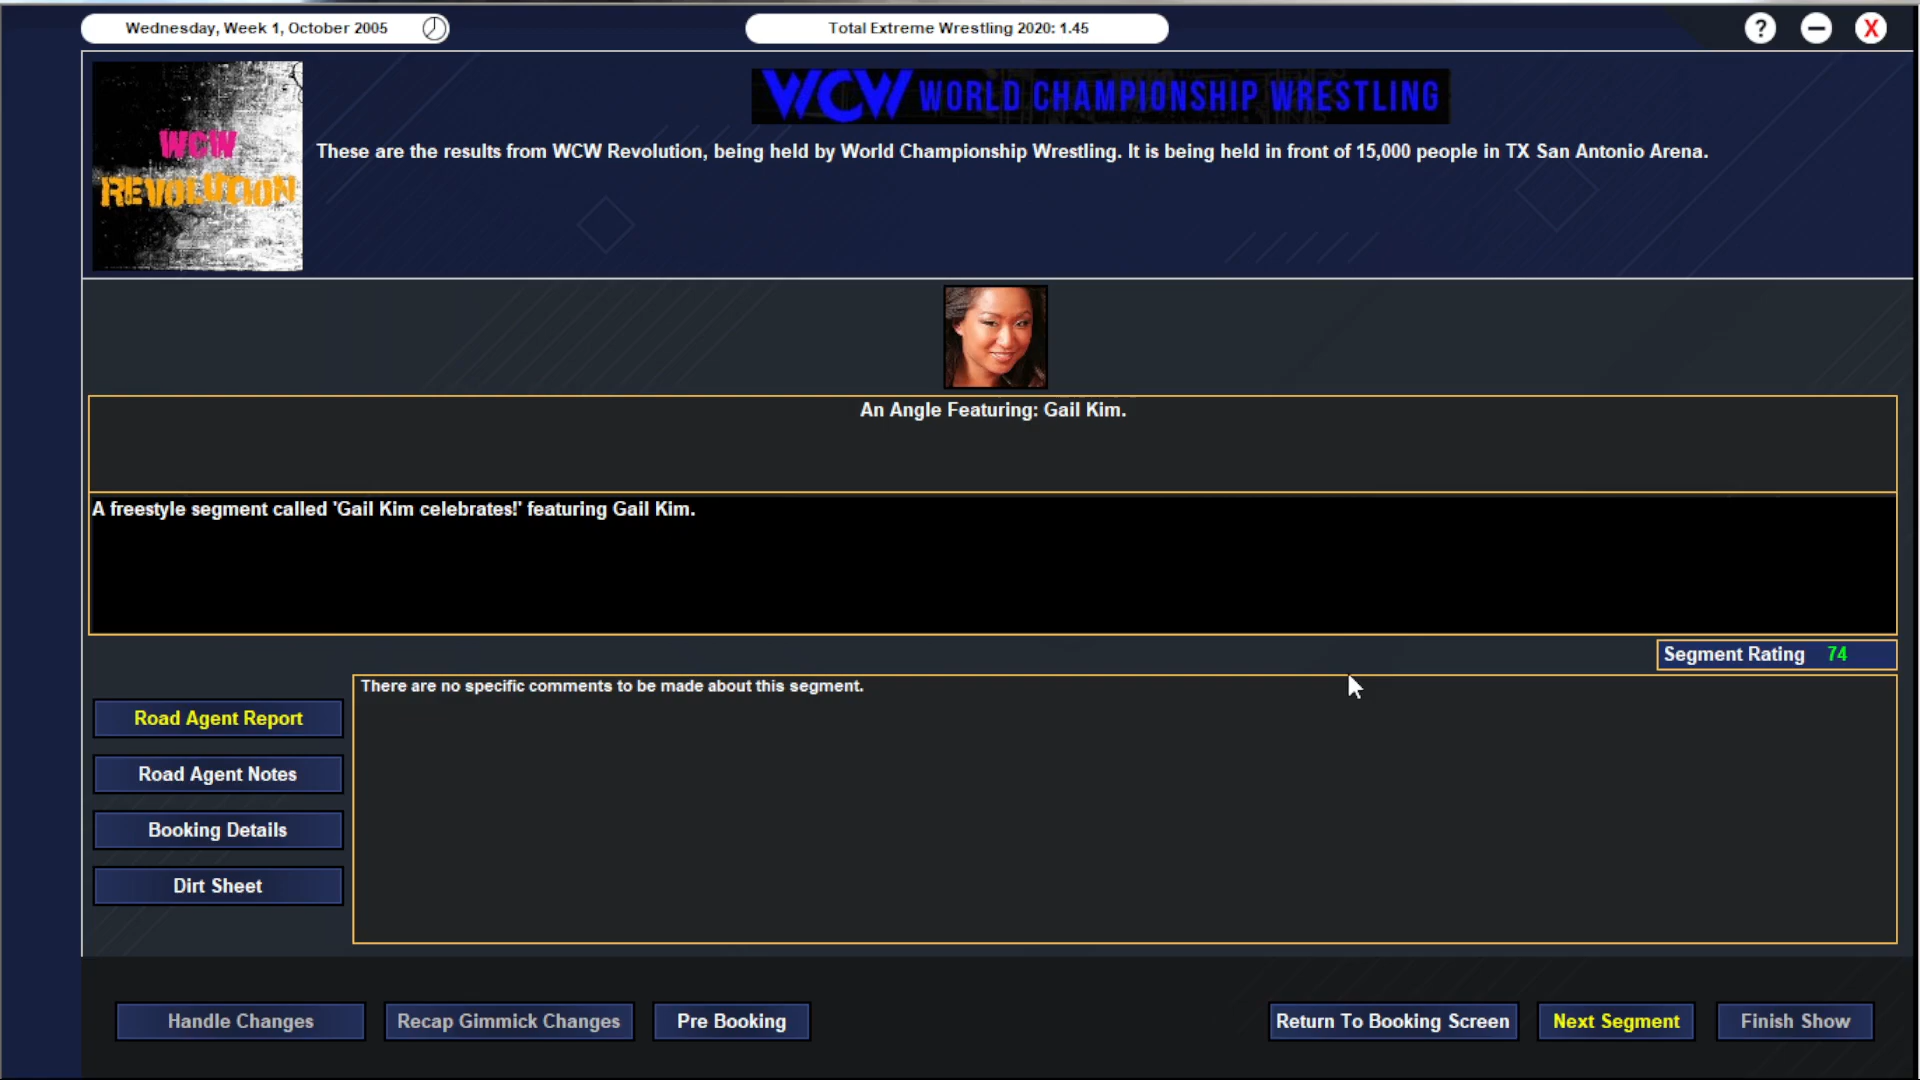 Wednesday, Week 1, October 2005
Total Extreme Wrestling 2020: 1.45
?
X
WCW WORLD CHAMPIONSHIP WRESTLING
WCW
REVOLUTION
These are the results from WCW Revolution, being held by World Championship Wrestling. It is being held in front of 15,000 people in TX San Antonio Arena.
An Angle Featuring: Gail Kim.
A freestyle segment called 'Gail Kim celebrates!' featuring Gail Kim.
Segment Rating 74
There are no specific comments to be made about this segment.
Road Agent Report
Road Agent Notes
Booking Details
Dirt Sheet
Handle Changes
Recap Gimmick Changes
Pre Booking
Return To Booking Screen
Next Segment
Finish Show